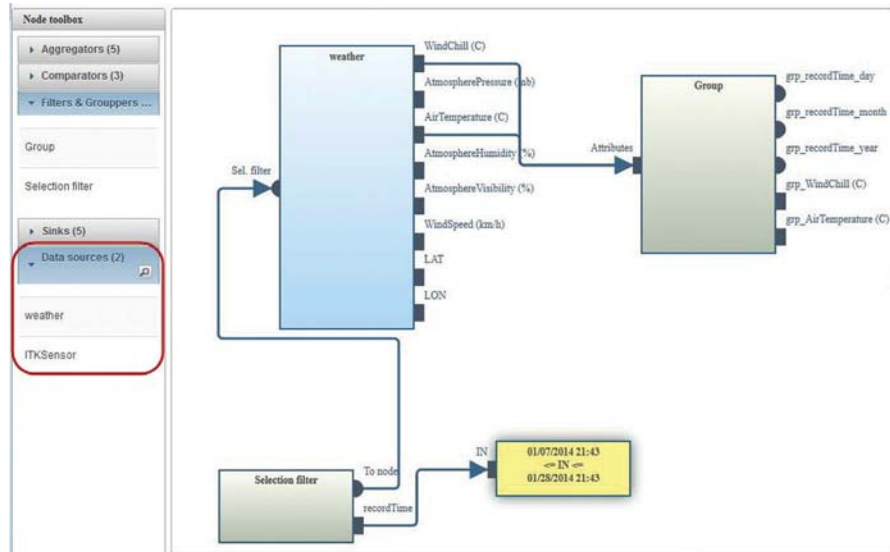 Node toolbox
Aggregators (5)
Comparators (3)
Filters & Grouppers ...
Group
Selection filter
Sinks (5)
Data sources (2)
weather
ITKSensor
weather
Sel. filter
WindChill (C)
AtmospherePressure (mb)
AirTemperature (C)
AtmosphereHumidity (%)
AtmosphereVisibility (%)
WindSpeed (km/h)
LAT
LON
Group
Attributes
grp_recordTime_day
grp_recordTime_month
grp_recordTime_year
grp_WindChill (C)
grp_AirTemperature (C)
Selection filter
To node
recordTime
IN
01/07/2014 21:43
<= IN <=
01/28/2014 21:43